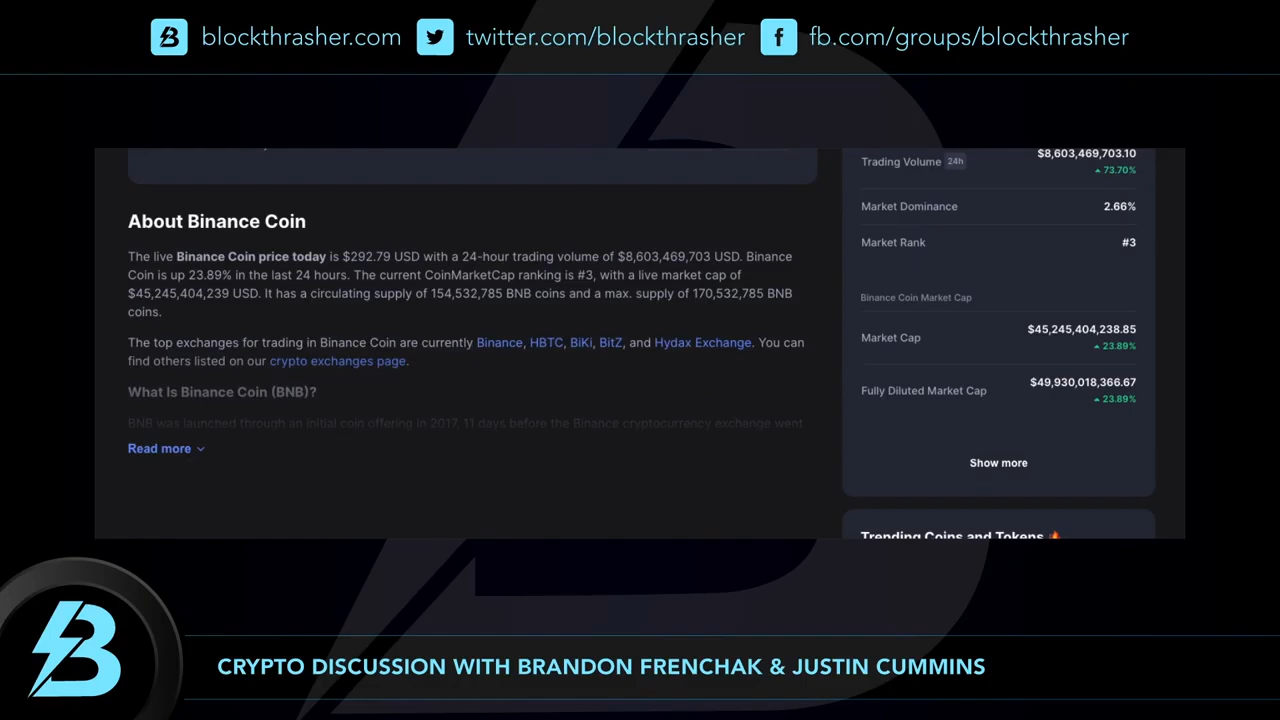 blockthrasher.com
twitter.com/blockthrasher
fb.com/groups/blockthrasher
About Binance Coin
The live Binance Coin price today is $292.79 USD with a 24-hour trading volume of $8,603,469,703 USD. Binance
Coin is up 23.89% in the last 24 hours. The current CoinMarketCap ranking is #3, with a live market cap of
$45,245,404,239 USD. It has a circulating supply of 154,532,785 BNB coins and a max. supply of 170,532,785 BNB
coins.
The top exchanges for trading in Binance Coin are currently Binance, HBTC, BiKi, BitZ, and Hydax Exchange. You can
find others listed on our crypto exchanges page.
What Is Binance Coin (BNB)?
BNB was launched through an initial coin offering in 2017, 11 days before the Binance cryptocurrency exchange went
Read more
Trading Volume 24h $8,603,469,703.10
73.70%
Market Dominance 2.66%
Market Rank #3
Binance Coin Market Cap
Market Cap $45,245,404,238.85
23.89%
Fully Diluted Market Cap $49,930,018,366.67
23.89%
Show more
Trending Coins and Tokens
CRYPTO DISCUSSION WITH BRANDON FRENCHAK & JUSTIN CUMMINS